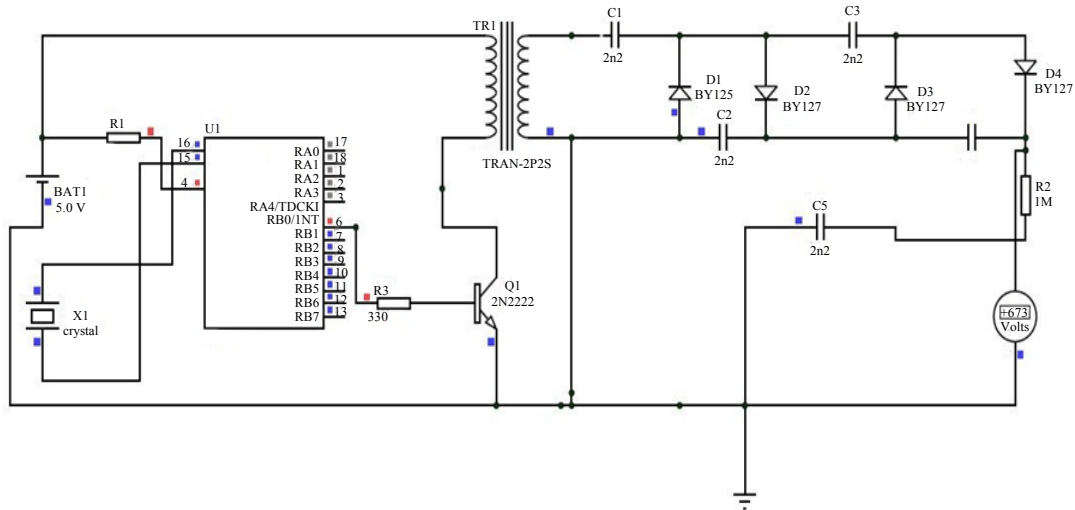 TR1
C1
2n2
C3
2n2
D1
BY125
D2
BY127
D3
BY127
D4
BY127
C2
2n2
TRAN-2P2S
R1
U1
16
15
4
RA0
RA1
RA2
RA3
RA4/TDCKI
RB0/1NT
RB1
RB2
RB3
RB4
RB5
RB6
RB7
17
18
1
2
3
6
7
8
9
10
11
12
13
BAT1
5.0 V
X1
crystal
R3
330
Q1
2N2222
R2
1M
C5
2n2
+673
Volts